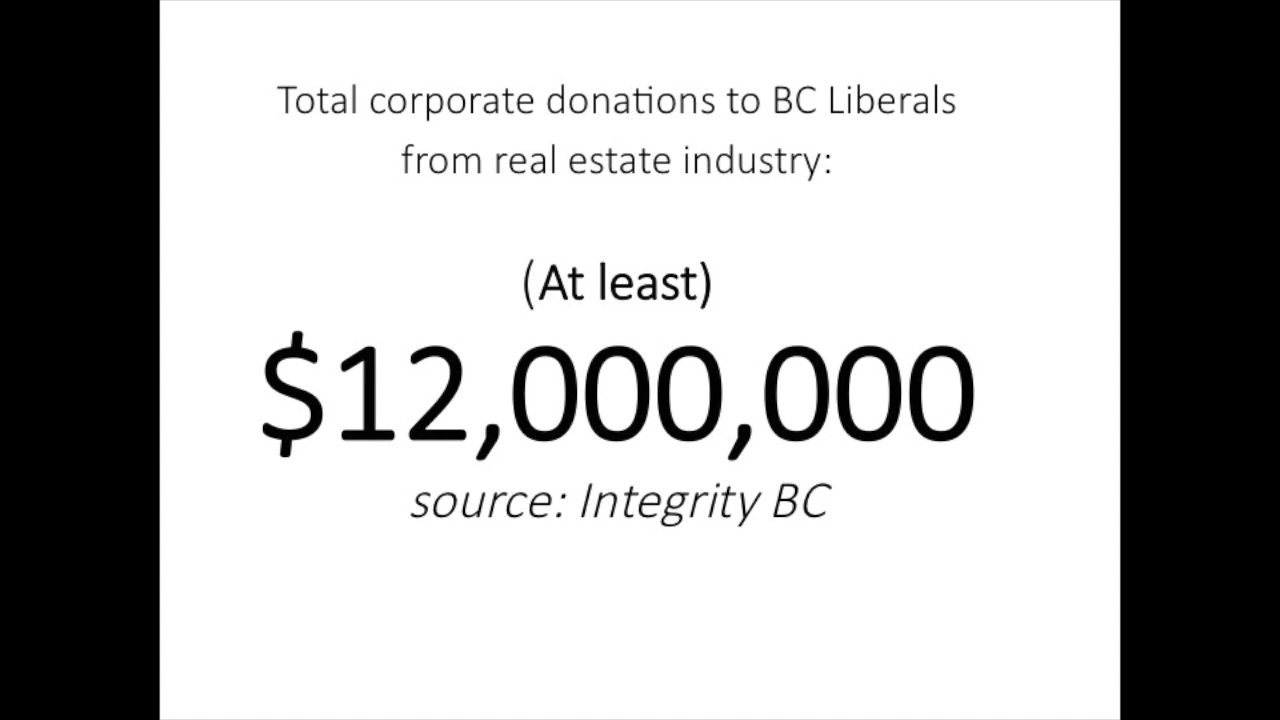 Total corporate donations to BC Liberals
from real estate industry:
(At least)
$12,000,000
source: Integrity BC